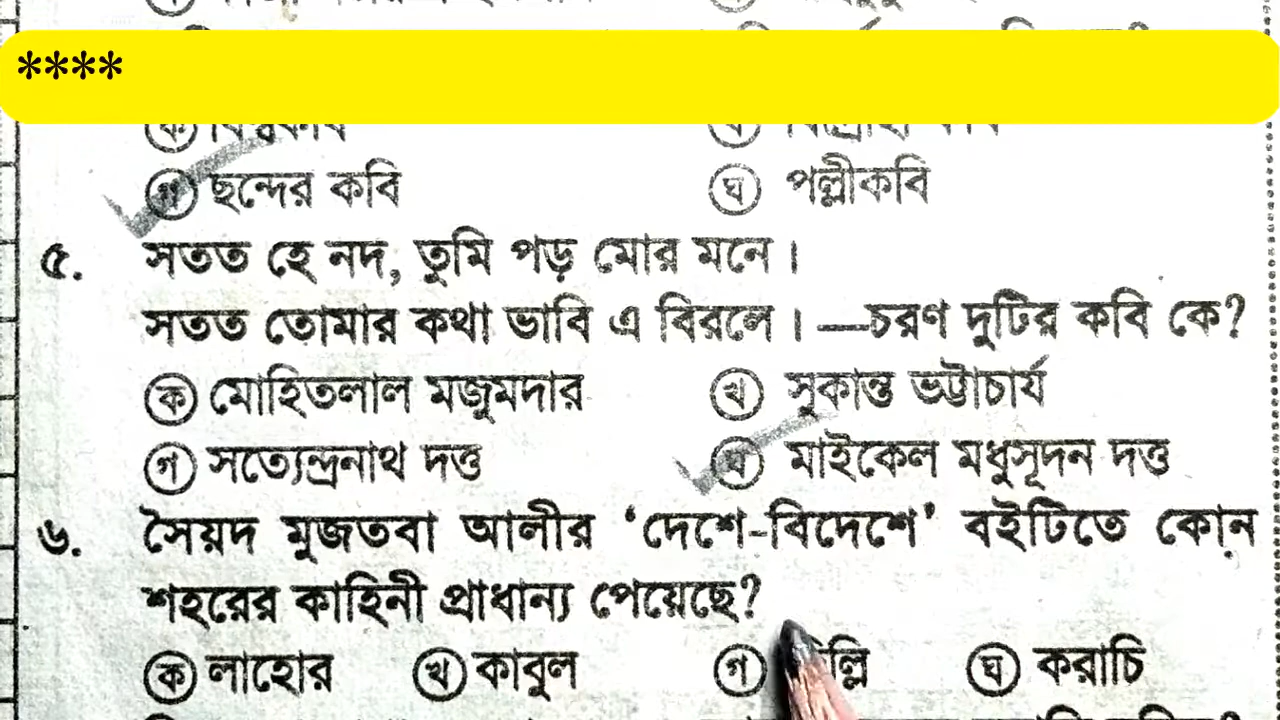 ****
ক বিশ্বকবি
গ ছন্দের কবি ঘ পল্লীকবি
৫. সতত হে নদ, তুমি পড় মোর মনে।
সতত তোমার কথা ভাবি এ বিরলে। —চরণ দুটির কবি কে?
ক মোহিতলাল মজুমদার খ সুকান্ত ভট্টাচার্য
গ সত্যেন্দ্রনাথ দত্ত ঘ মাইকেল মধুসূদন দত্ত
৬. সৈয়দ মুজতবা আলীর ‘দেশে-বিদেশে’ বইটিতে কোন
শহরের কাহিনী প্রাধান্য পেয়েছে?
ক লাহোর খ কাবুল গ ঘ করাচি